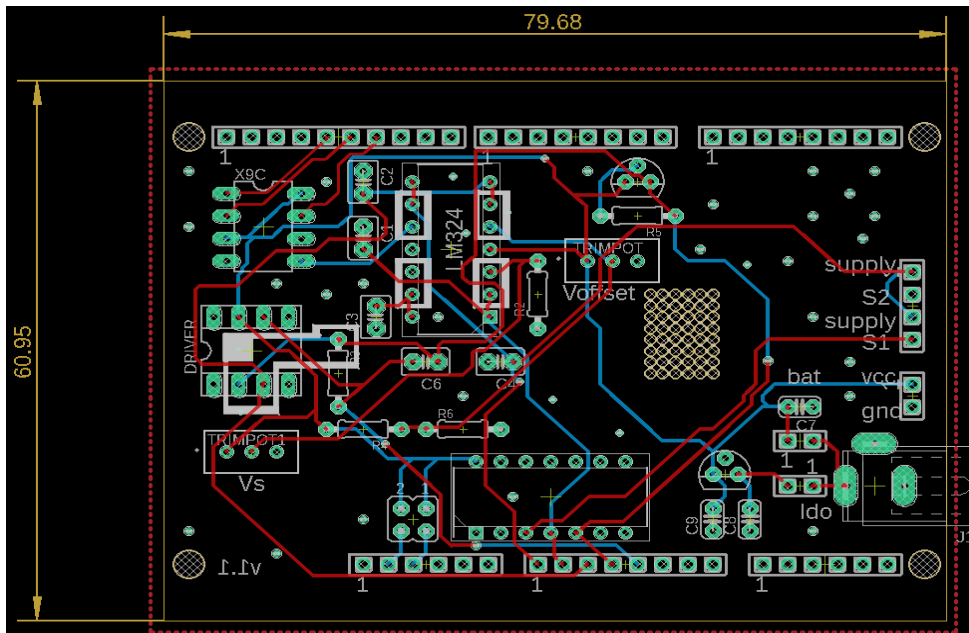 79.68
60.95
1
1
1
X9C
C2
C1
LM324
R5
TRIMPOT
Voffset
supply
S2
supply
S1
R2
C3
DRIVER
C6
C4
bat
vcc
gnd
C7
R6
R4
TRIMPOT1
Vs
1
1
ldo
2
1
C9
C8
v1.1
1
1
1